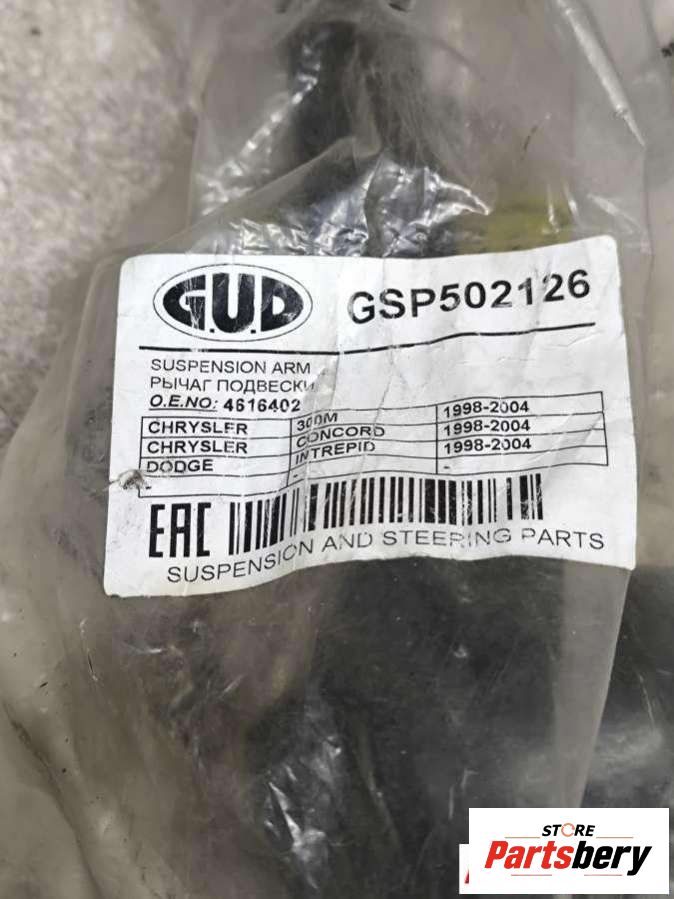 G.U.D
GSP502126
SUSPENSION ARM
РЫЧАГ ПОДВЕСКИ
O.E.NO: 4616402
CHRYSLER 300M 1998-2004
CHRYSLER CONCORD 1998-2004
DODGE INTREPID 1998-2004
- - -
EAC
SUSPENSION AND STEERING PARTS
STORE
Partsbery